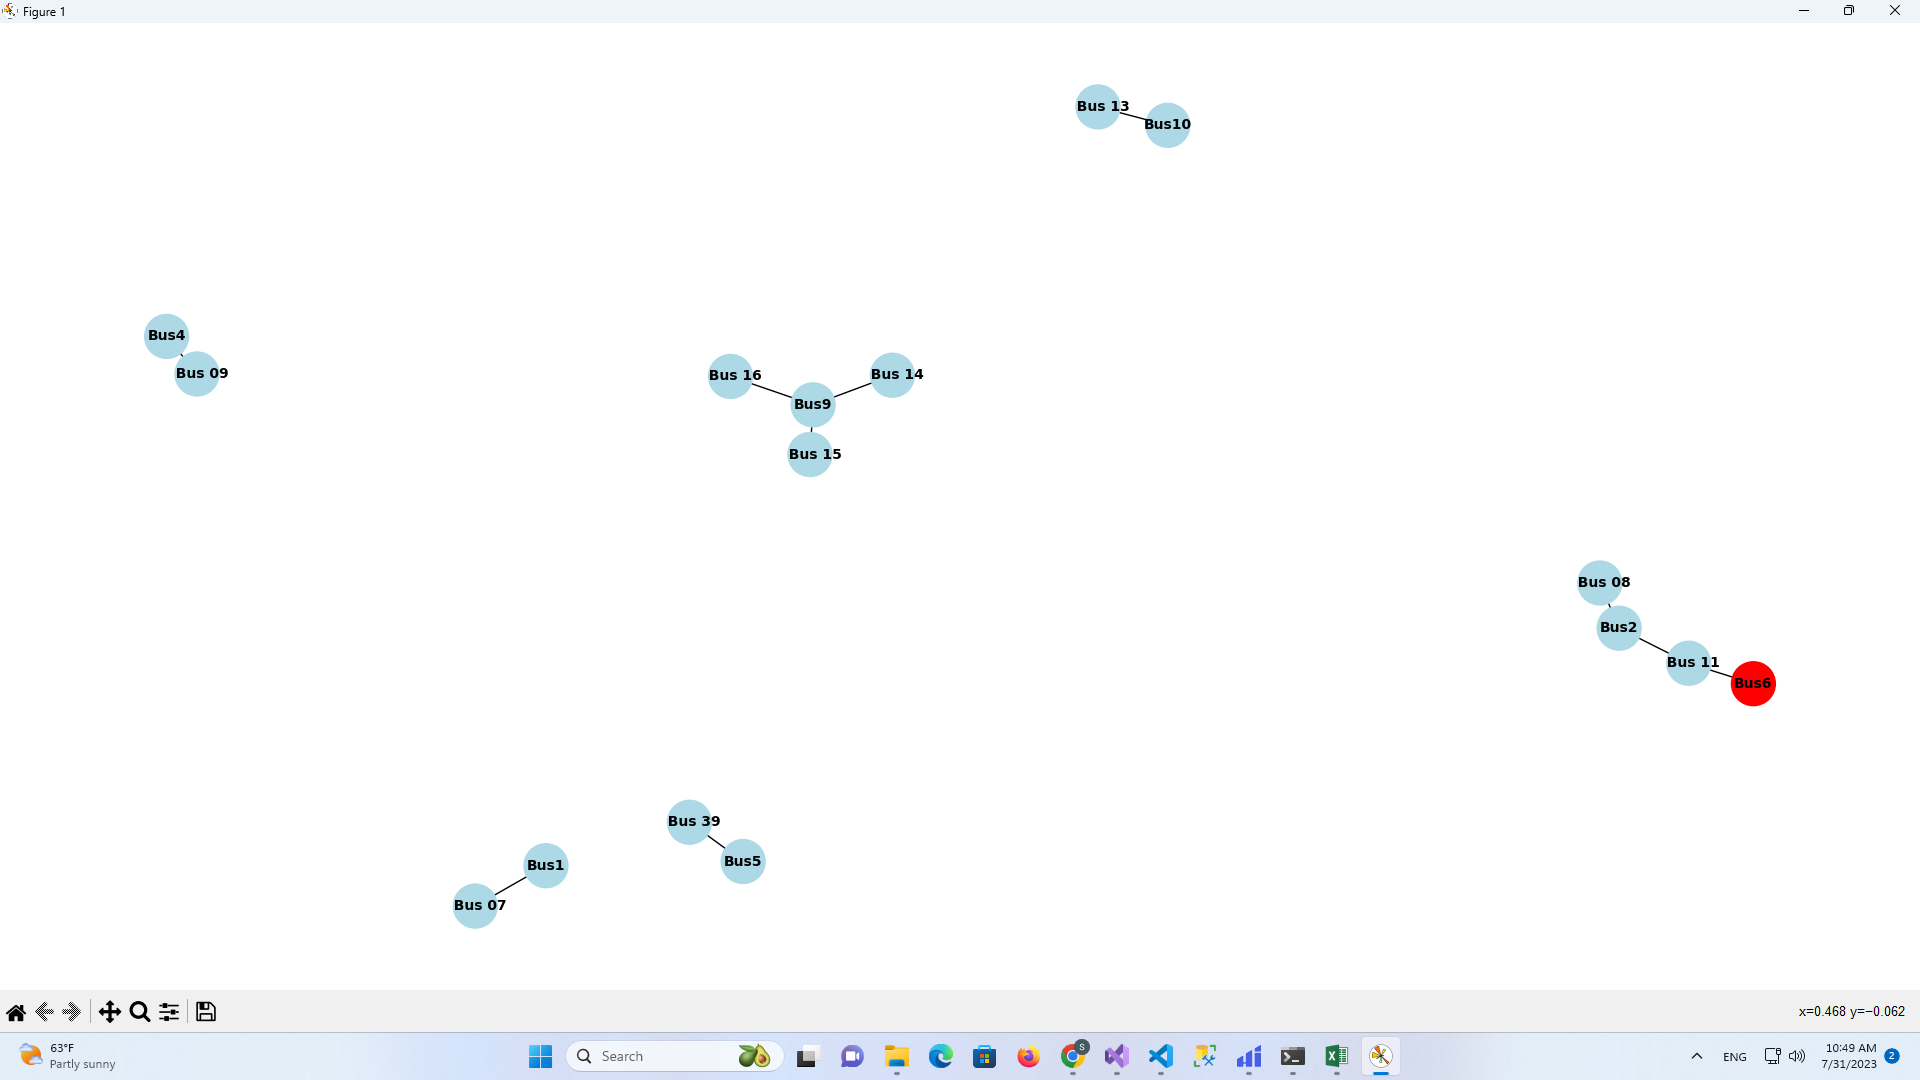 Figure 1
Bus 13
Bus10
Bus4
Bus 09
Bus 16
Bus 14
Bus9
Bus 15
Bus 08
Bus2
Bus 11
Bus6
Bus 39
Bus5
Bus1
Bus 07
x=0.468 y=−0.062
63°F
Partly sunny
Search
S
ENG
10:49 AM
7/31/2023
2